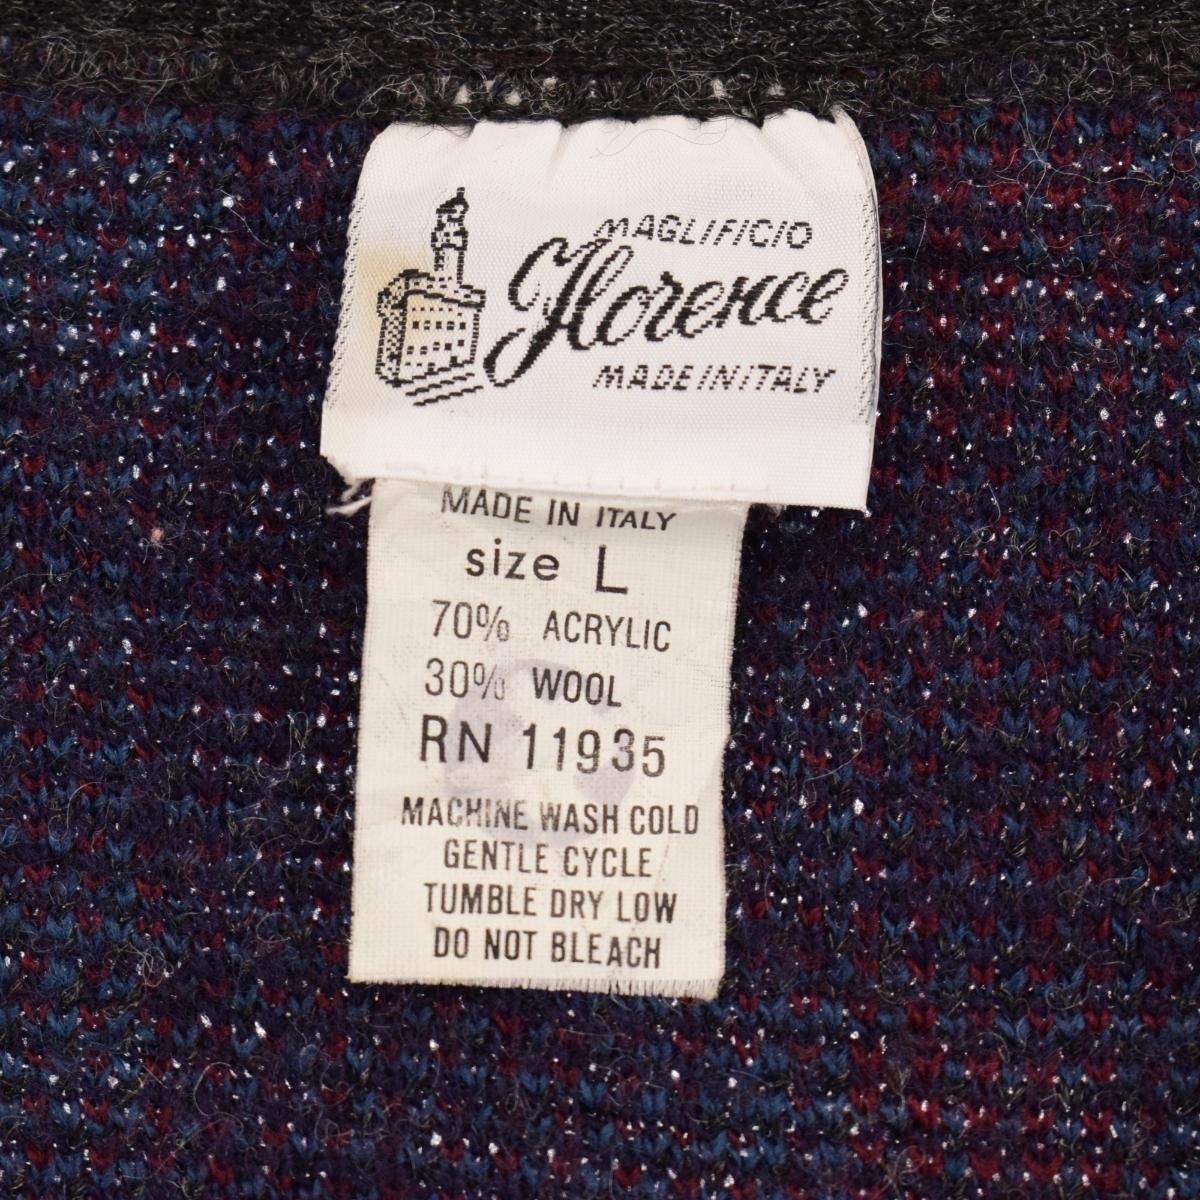 MAGLIFICIO
Florence
MADE IN ITALY
MADE IN ITALY
size L
70% ACRYLIC
30% WOOL
RN 11935
MACHINE WASH COLD
GENTLE CYCLE
TUMBLE DRY LOW
DO NOT BLEACH